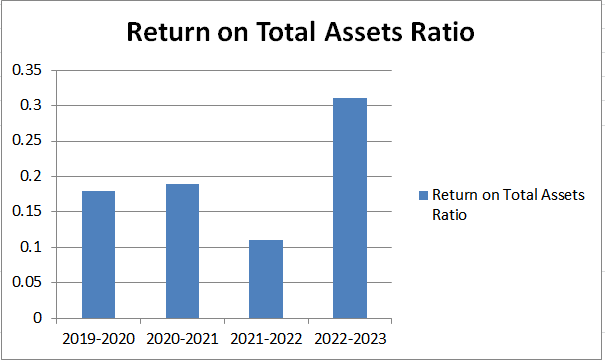 Return on Total Assets Ratio
0.35
0.3
0.25
0.2
0.15
0.1
0.05
0
2019-2020 2020-2021 2021-2022 2022-2023
Return on Total Assets
Ratio